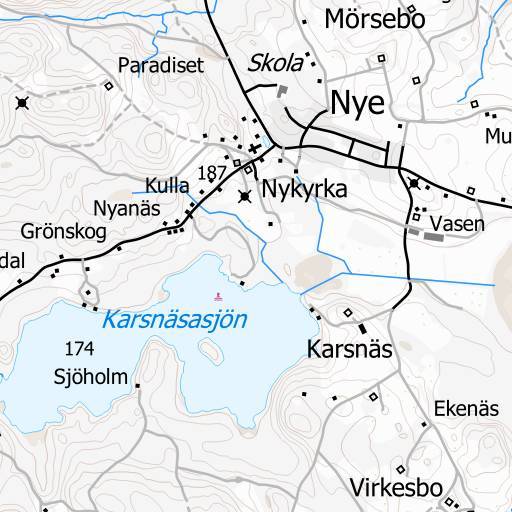 Mörsebo
Paradiset
Skola
Nye
Mu
187
Kulla
Nykyrka
Nyanäs
Vasen
Grönskog
dal
Karsnäsasjön
174
Karsnäs
Sjöholm
Ekenäs
Virkesbo